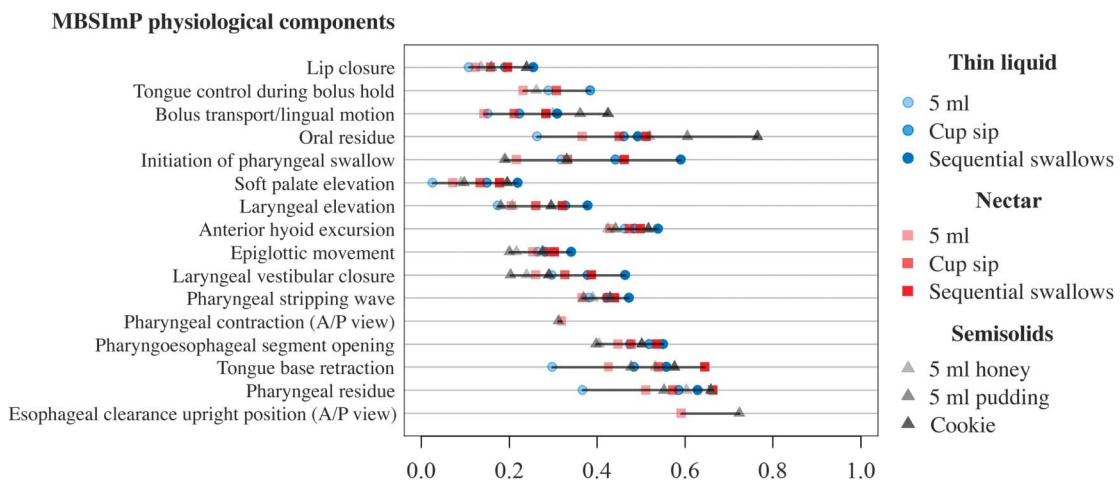 MBSImP physiological components
Lip closure
Tongue control during bolus hold
Bolus transport/lingual motion
Oral residue
Initiation of pharyngeal swallow
Soft palate elevation
Laryngeal elevation
Anterior hyoid excursion
Epiglottic movement
Laryngeal vestibular closure
Pharyngeal stripping wave
Pharyngeal contraction (A/P view)
Pharyngoesophageal segment opening
Tongue base retraction
Pharyngeal residue
Esophageal clearance upright position (A/P view)
0.0 0.2 0.4 0.6 0.8 1.0
Thin liquid
5 ml
Cup sip
Sequential swallows
Nectar
5 ml
Cup sip
Sequential swallows
Semisolids
5 ml honey
5 ml pudding
Cookie